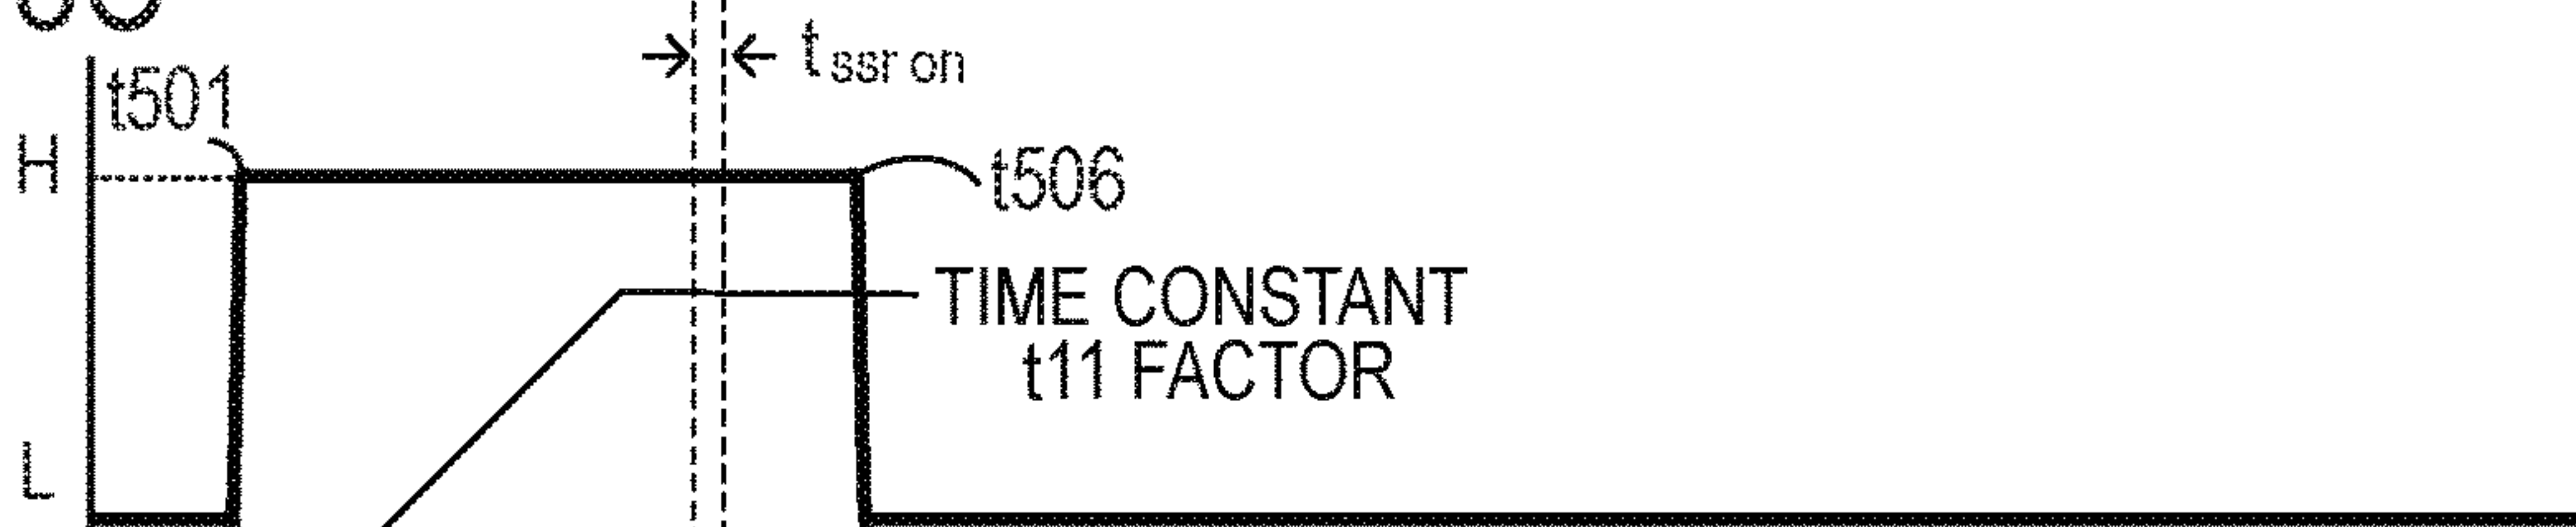 t ssr on
t501
H
t506
TIME CONSTANT
t11 FACTOR
L